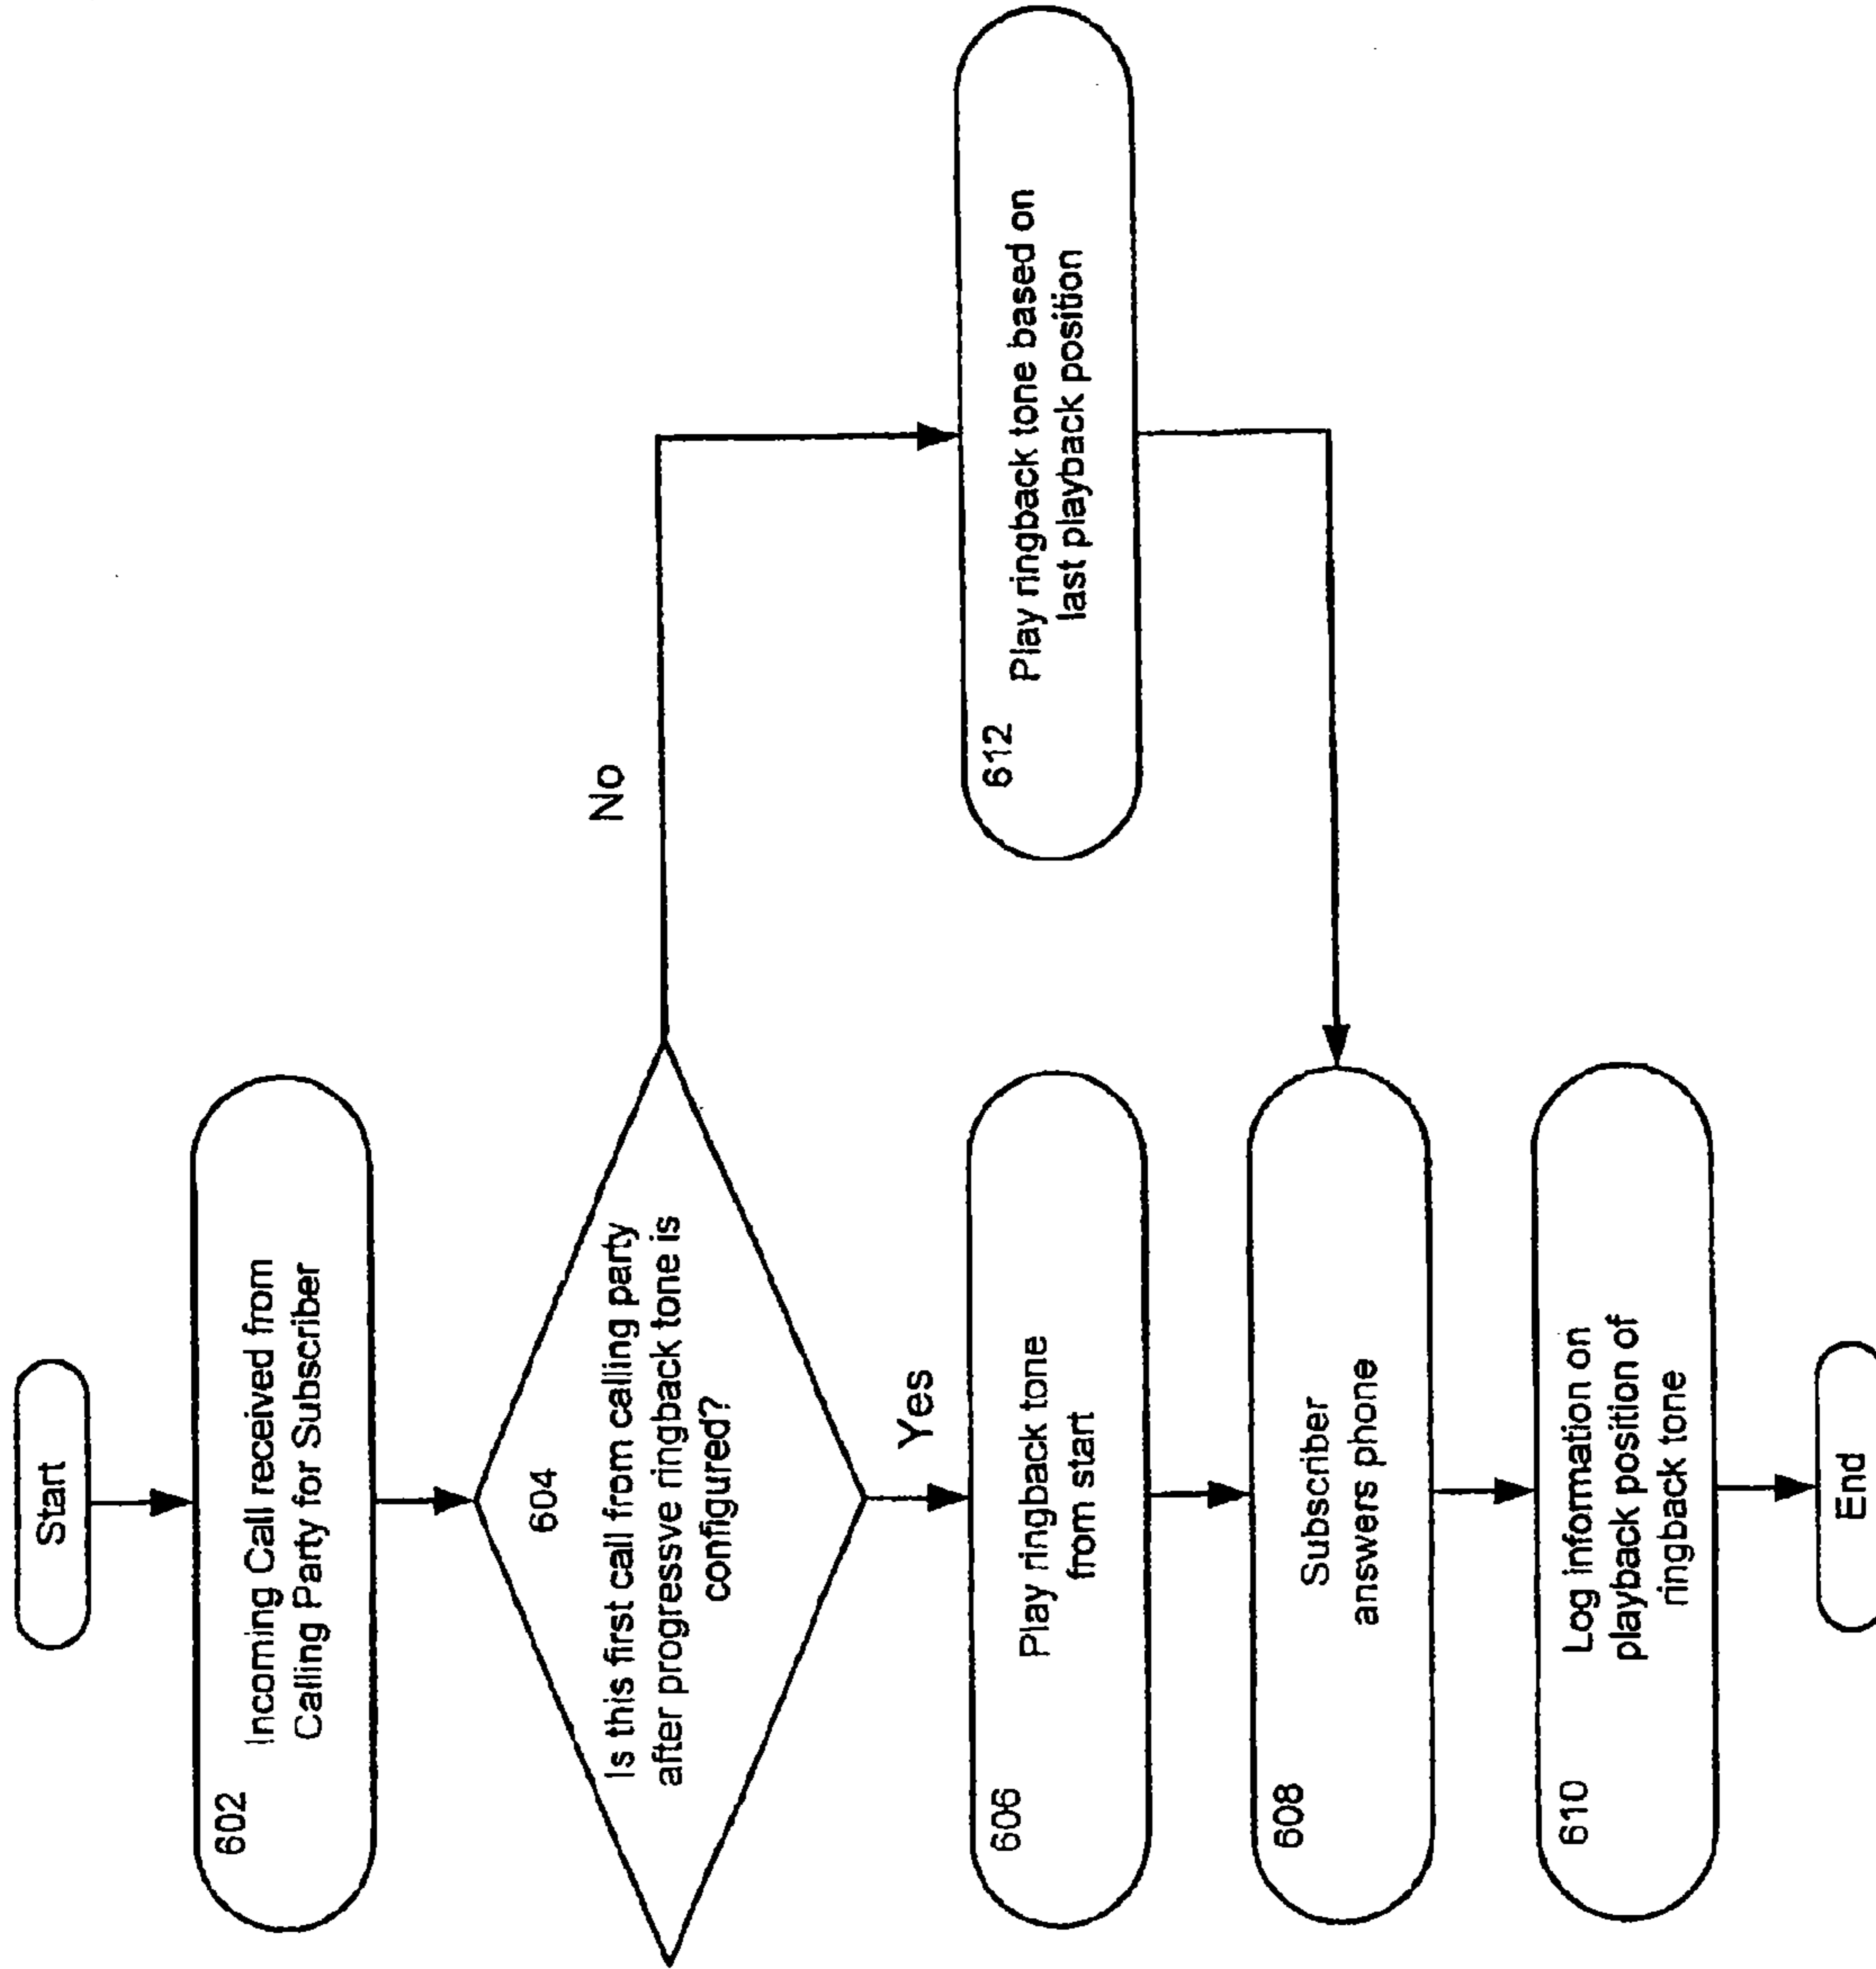 Start
602
Incoming Call received from
Calling Party for Subscriber
604
Is this first call from calling party
after progressive ringback tone is
configured?
No
Yes
606
Play ringback tone
from start
612
Play ringback tone based on
last playback position
608
Subscriber
answers phone
610
Log information on
playback position of
ringback tone
End